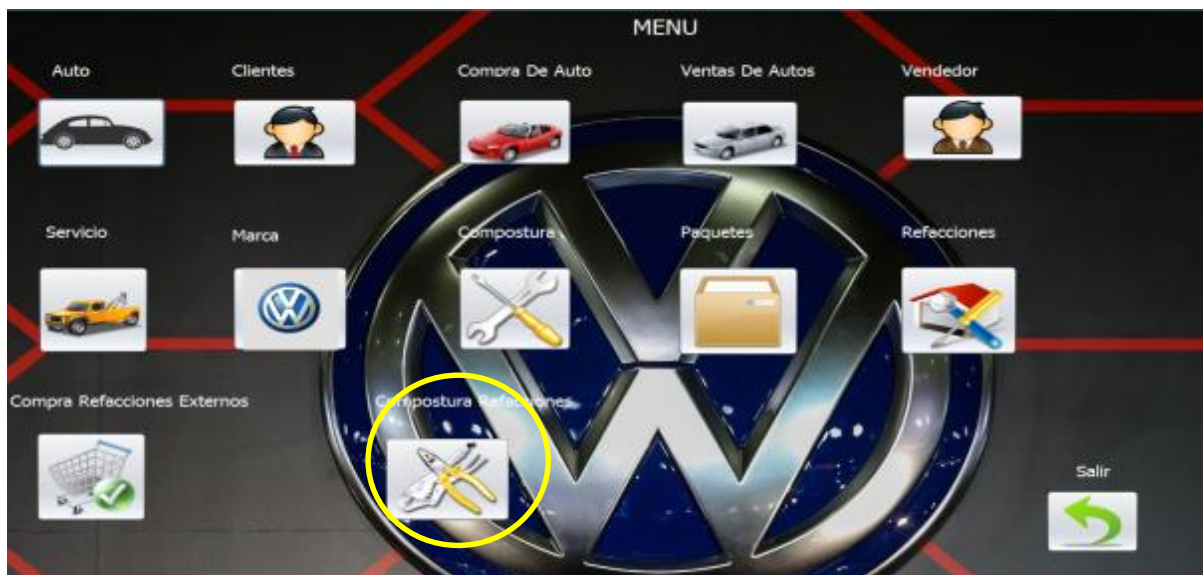 MENU
Auto
Clientes
Compra De Auto
Ventas De Autos
Vendedor
Servicio
Marca
Compostura
Paquetes
Refacciones
Compra Refacciones Externos
Compostura Refacciones
Salir